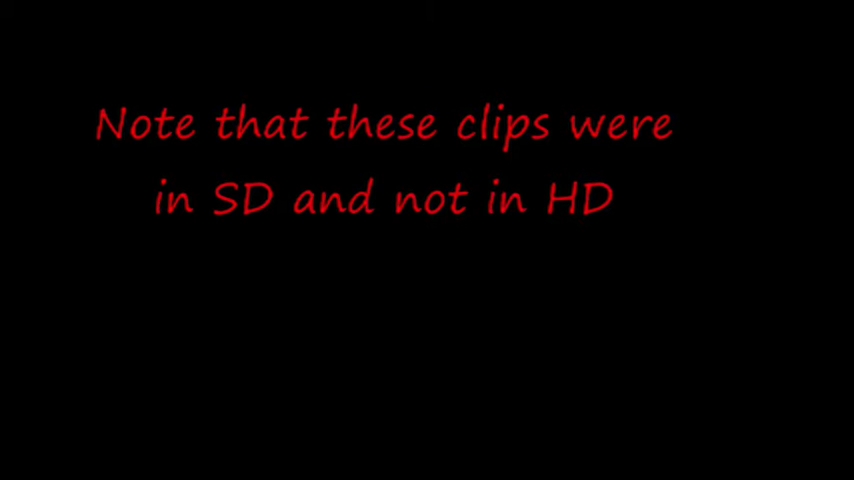 Note that these clips were
in SD and not in HD